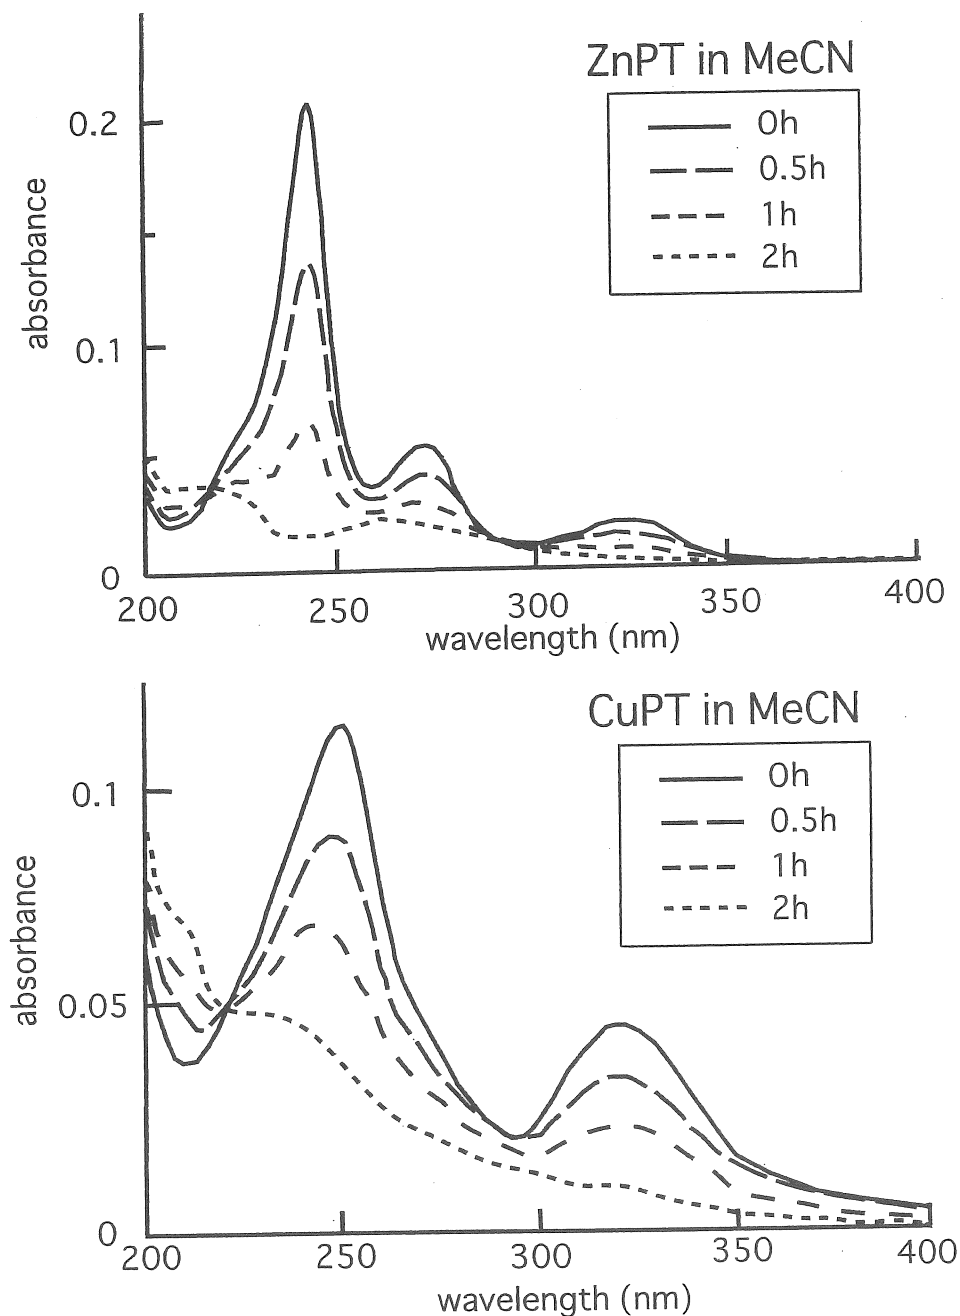 ZnPT in MeCN
0h
0.5h
1h
2h
0.2
0.1
0
absorbance
200
250
300
350
400
wavelength (nm)
CuPT in MeCN
0h
0.5h
1h
2h
0.1
0.05
0
absorbance
200
250
300
350
400
wavelength (nm)